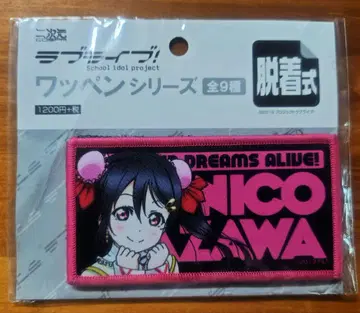 ラブライブ!
School idol project
ワッペンシリーズ 全9種
脱着式
1200円+税
DREAMS ALIVE!
NICO
AWA